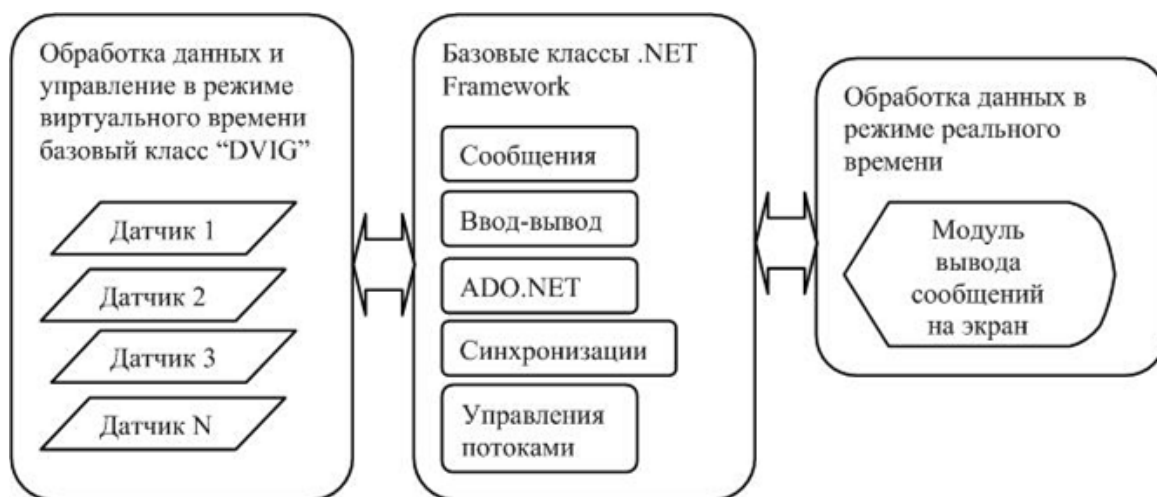 Обработка данных и
управление в режиме
виртуального времени
базовый класс “DVIG”
Датчик 1
Датчик 2
Датчик 3
Датчик N
Базовые классы .NET
Framework
Сообщения
Ввод-вывод
ADO.NET
Синхронизации
Управления
потоками
Обработка данных в
режиме реального
времени
Модуль
вывода
сообщений
на экран